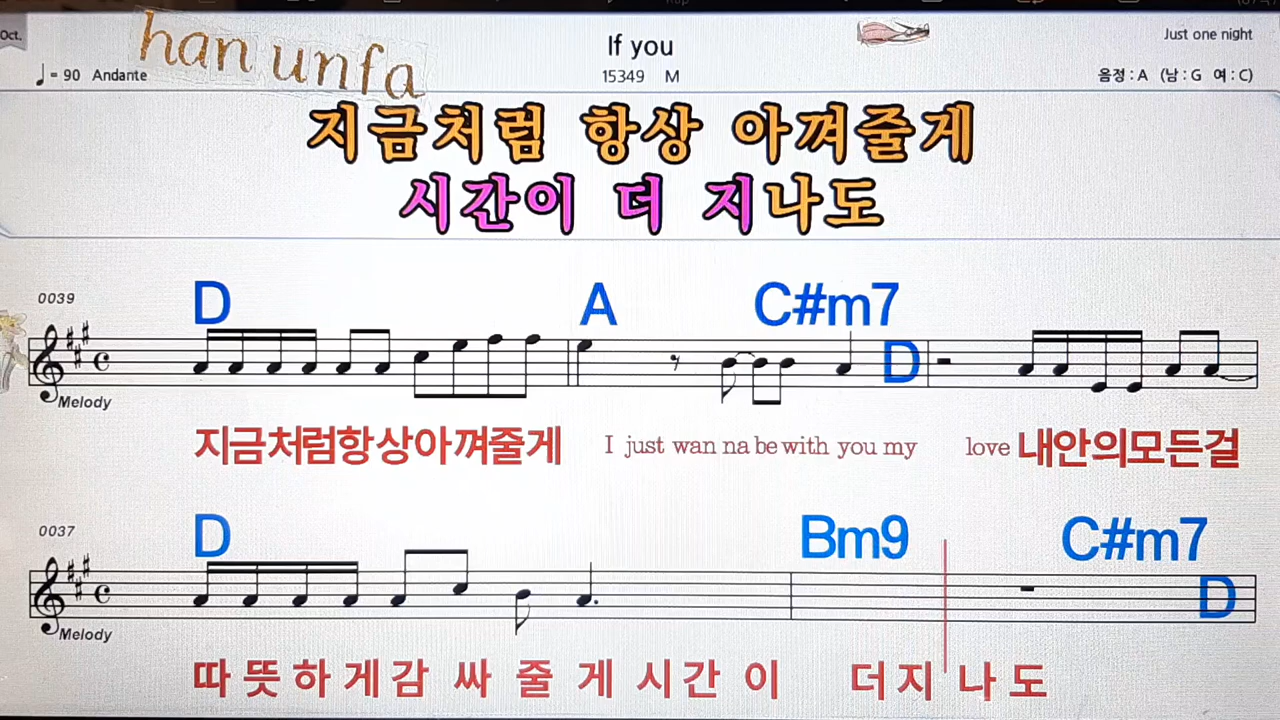 Oct.
han unfa
If you
Just one night
♩= 90 Andante
15349 M
음정 : A (남 : G 여 : C)
지금처럼 항상 아껴줄게
시간이 더 지나도
0039
D A C#m7 D
Melody
지금처럼항상아껴줄게 I just wan na be with you my love 내안의모든걸
0037
D Bm9 C#m7 D
Melody
따뜻하게감 싸 줄 게 시 간 이 더지 나 도